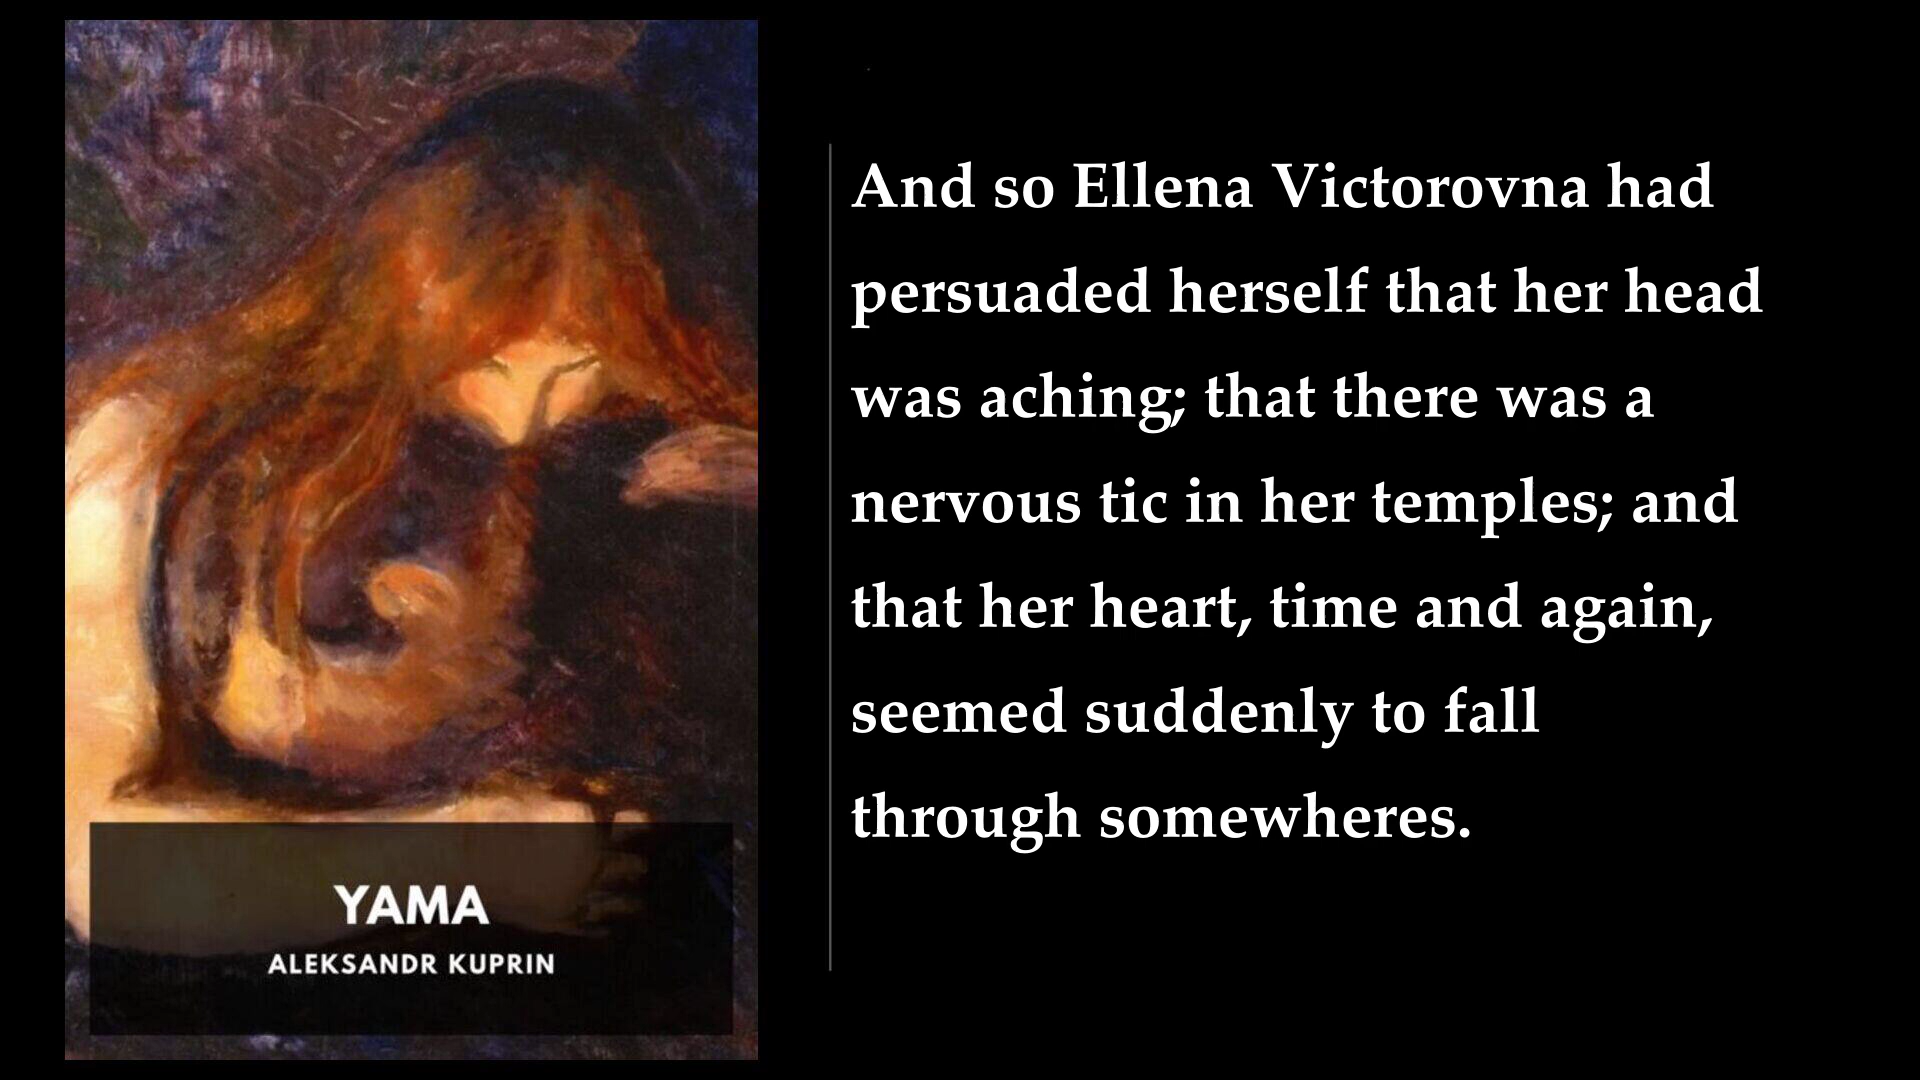 YAMA
ALEKSANDR KUPRIN
And so Ellena Victorovna had
persuaded herself that her head
was aching; that there was a
nervous tic in her temples; and
that her heart, time and again,
seemed suddenly to fall
through somewheres.